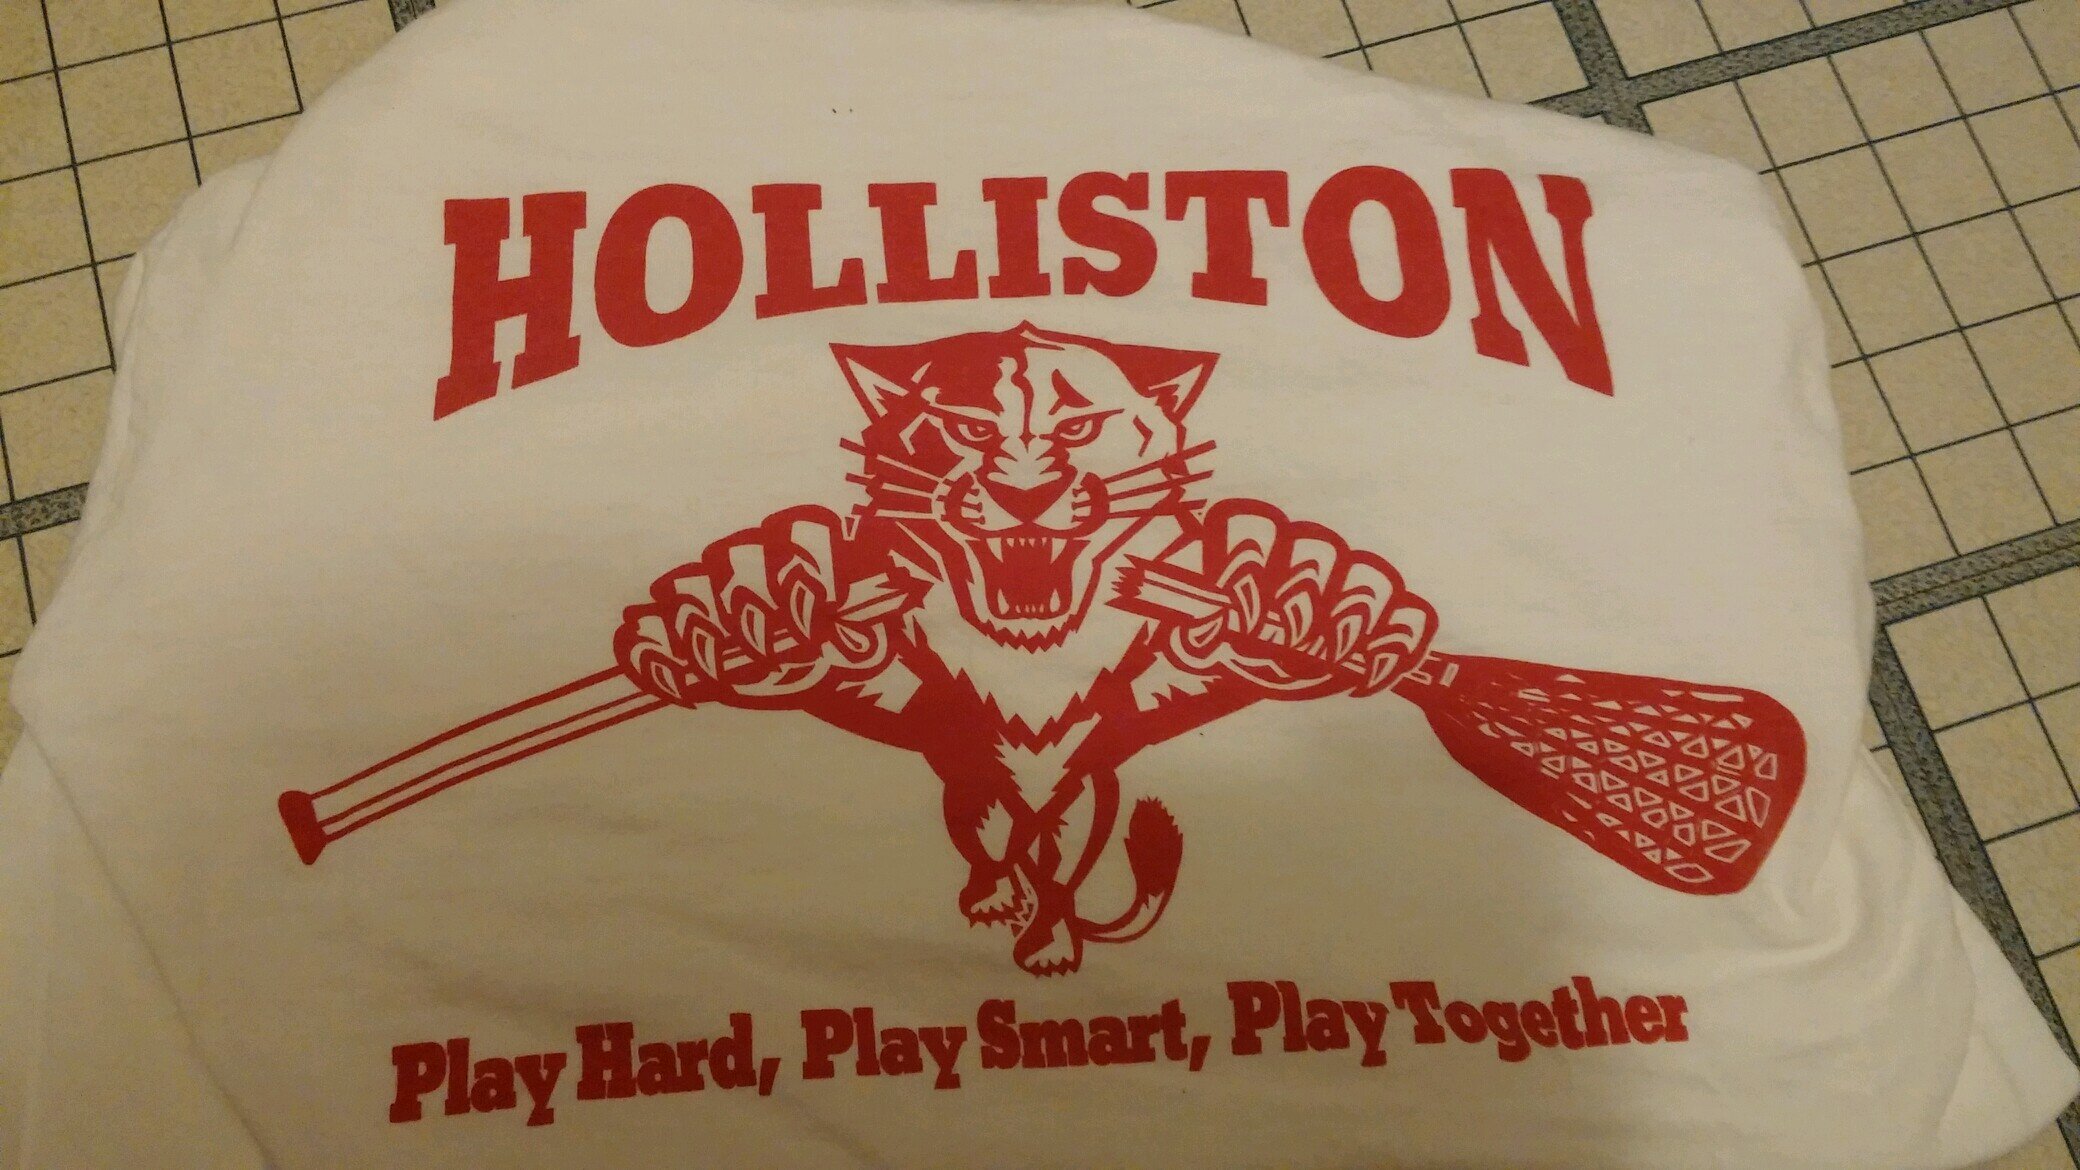 HOLLISTON
Play Hard, Play Smart, Play Together